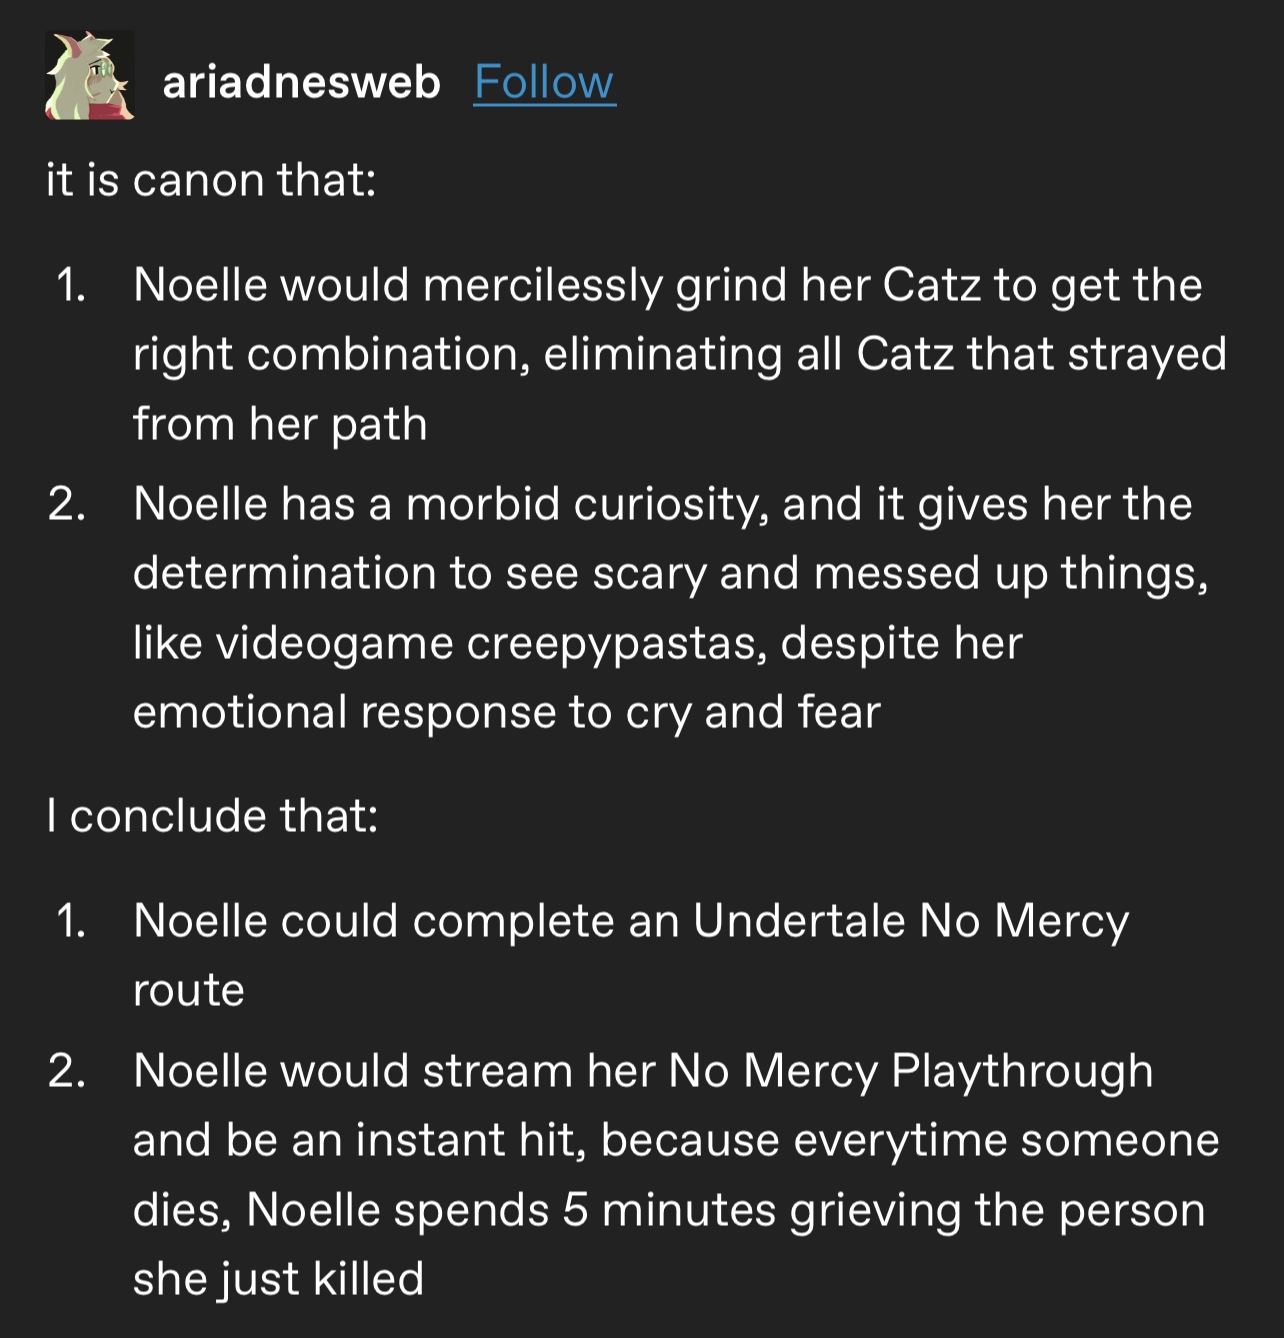 ariadnesweb Follow
it is canon that:
1. Noelle would mercilessly grind her Catz to get the
right combination, eliminating all Catz that strayed
from her path
2. Noelle has a morbid curiosity, and it gives her the
determination to see scary and messed up things,
like videogame creepypastas, despite her
emotional response to cry and fear
I conclude that:
1. Noelle could complete an Undertale No Mercy
route
2. Noelle would stream her No Mercy Playthrough
and be an instant hit, because everytime someone
dies, Noelle spends 5 minutes grieving the person
she just killed